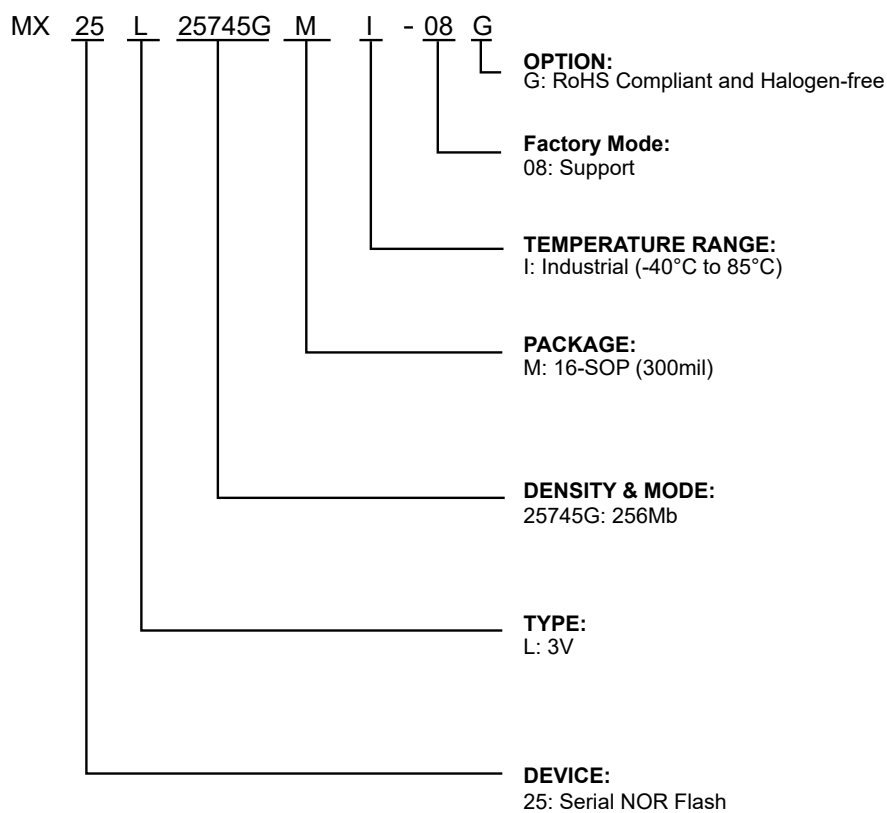 MX 25 L 25745G M I - 08 G
OPTION:
G: RoHS Compliant and Halogen-free
Factory Mode:
08: Support
TEMPERATURE RANGE:
I: Industrial (-40°C to 85°C)
PACKAGE:
M: 16-SOP (300mil)
DENSITY & MODE:
25745G: 256Mb
TYPE:
L: 3V
DEVICE:
25: Serial NOR Flash